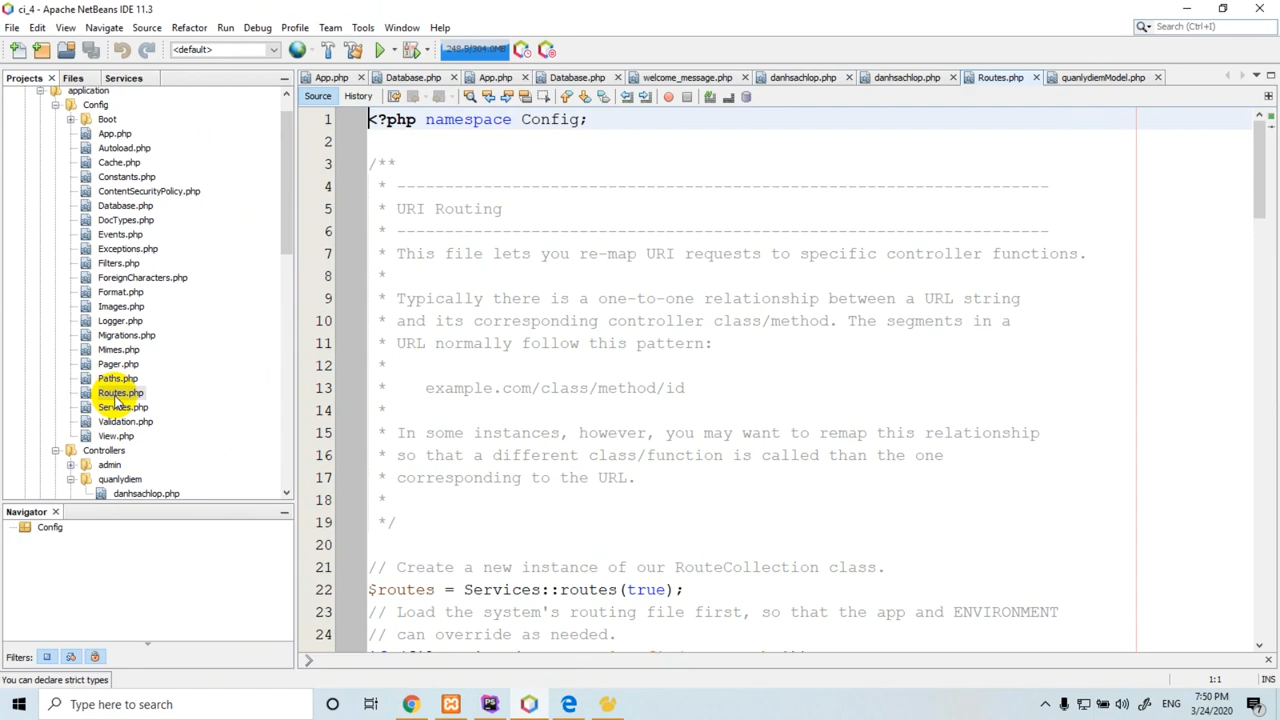 ci_4 - Apache NetBeans IDE 11.3
File Edit View Navigate Source Refactor Run Debug Profile Team Tools Window Help
Search (Ctrl+I)
<default>
248.5/304.0MB
Projects Files Services
App.php Database.php App.php Database.php welcome_message.php danhsachlop.php danhsachlop.php Routes.php quanlydiemModel.php
Source History
application
Config
Boot
App.php
Autoload.php
Cache.php
Constants.php
ContentSecurityPolicy.php
Database.php
DocTypes.php
Events.php
Exceptions.php
Filters.php
ForeignCharacters.php
Format.php
Images.php
Logger.php
Migrations.php
Mimes.php
Pager.php
Paths.php
Routes.php
Services.php
Validation.php
View.php
Controllers
admin
quanlydiem
danhsachlop.php
Navigator
Config
Filters:
1 <?php namespace Config;
2
3 /**
4 * --------------------------------------------------------------------
5 * URI Routing
6 * --------------------------------------------------------------------
7 * This file lets you re-map URI requests to specific controller functions.
8 *
9 * Typically there is a one-to-one relationship between a URL string
10 * and its corresponding controller class/method. The segments in a
11 * URL normally follow this pattern:
12 *
13 *    example.com/class/method/id
14 *
15 * In some instances, however, you may want to remap this relationship
16 * so that a different class/function is called than the one
17 * corresponding to the URL.
18 *
19 */
20
21 // Create a new instance of our RouteCollection class.
22 $routes = Services::routes(true);
23 // Load the system's routing file first, so that the app and ENVIRONMENT
24 // can override as needed.
You can declare strict types
1:1 INS
Type here to search
ENG
7:50 PM
3/24/2020